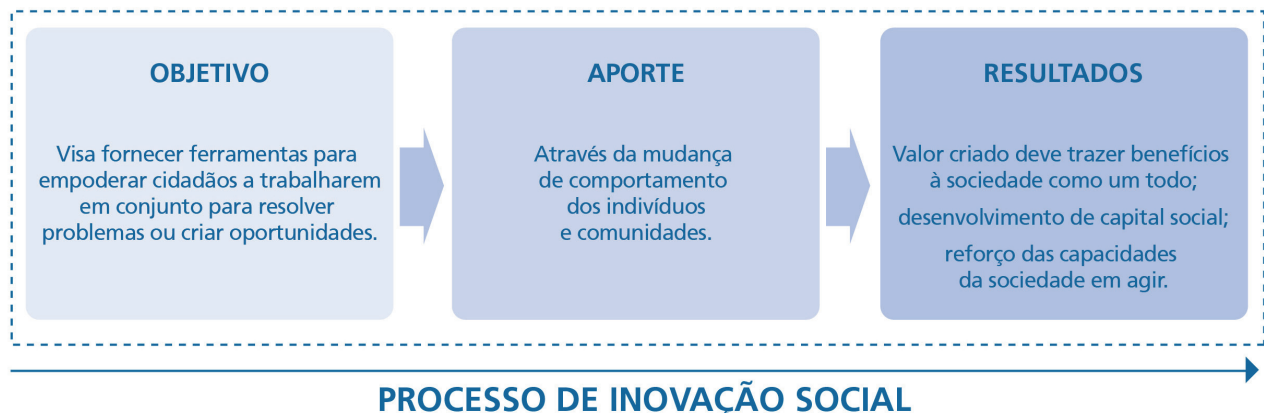 OBJETIVO
Visa fornecer ferramentas para
empoderar cidadãos a trabalharem
em conjunto para resolver
problemas ou criar oportunidades.
APORTE
Através da mudança
de comportamento
dos indivíduos
e comunidades.
RESULTADOS
Valor criado deve trazer benefícios
à sociedade como um todo;
desenvolvimento de capital social;
reforço das capacidades
da sociedade em agir.
PROCESSO DE INOVAÇÃO SOCIAL